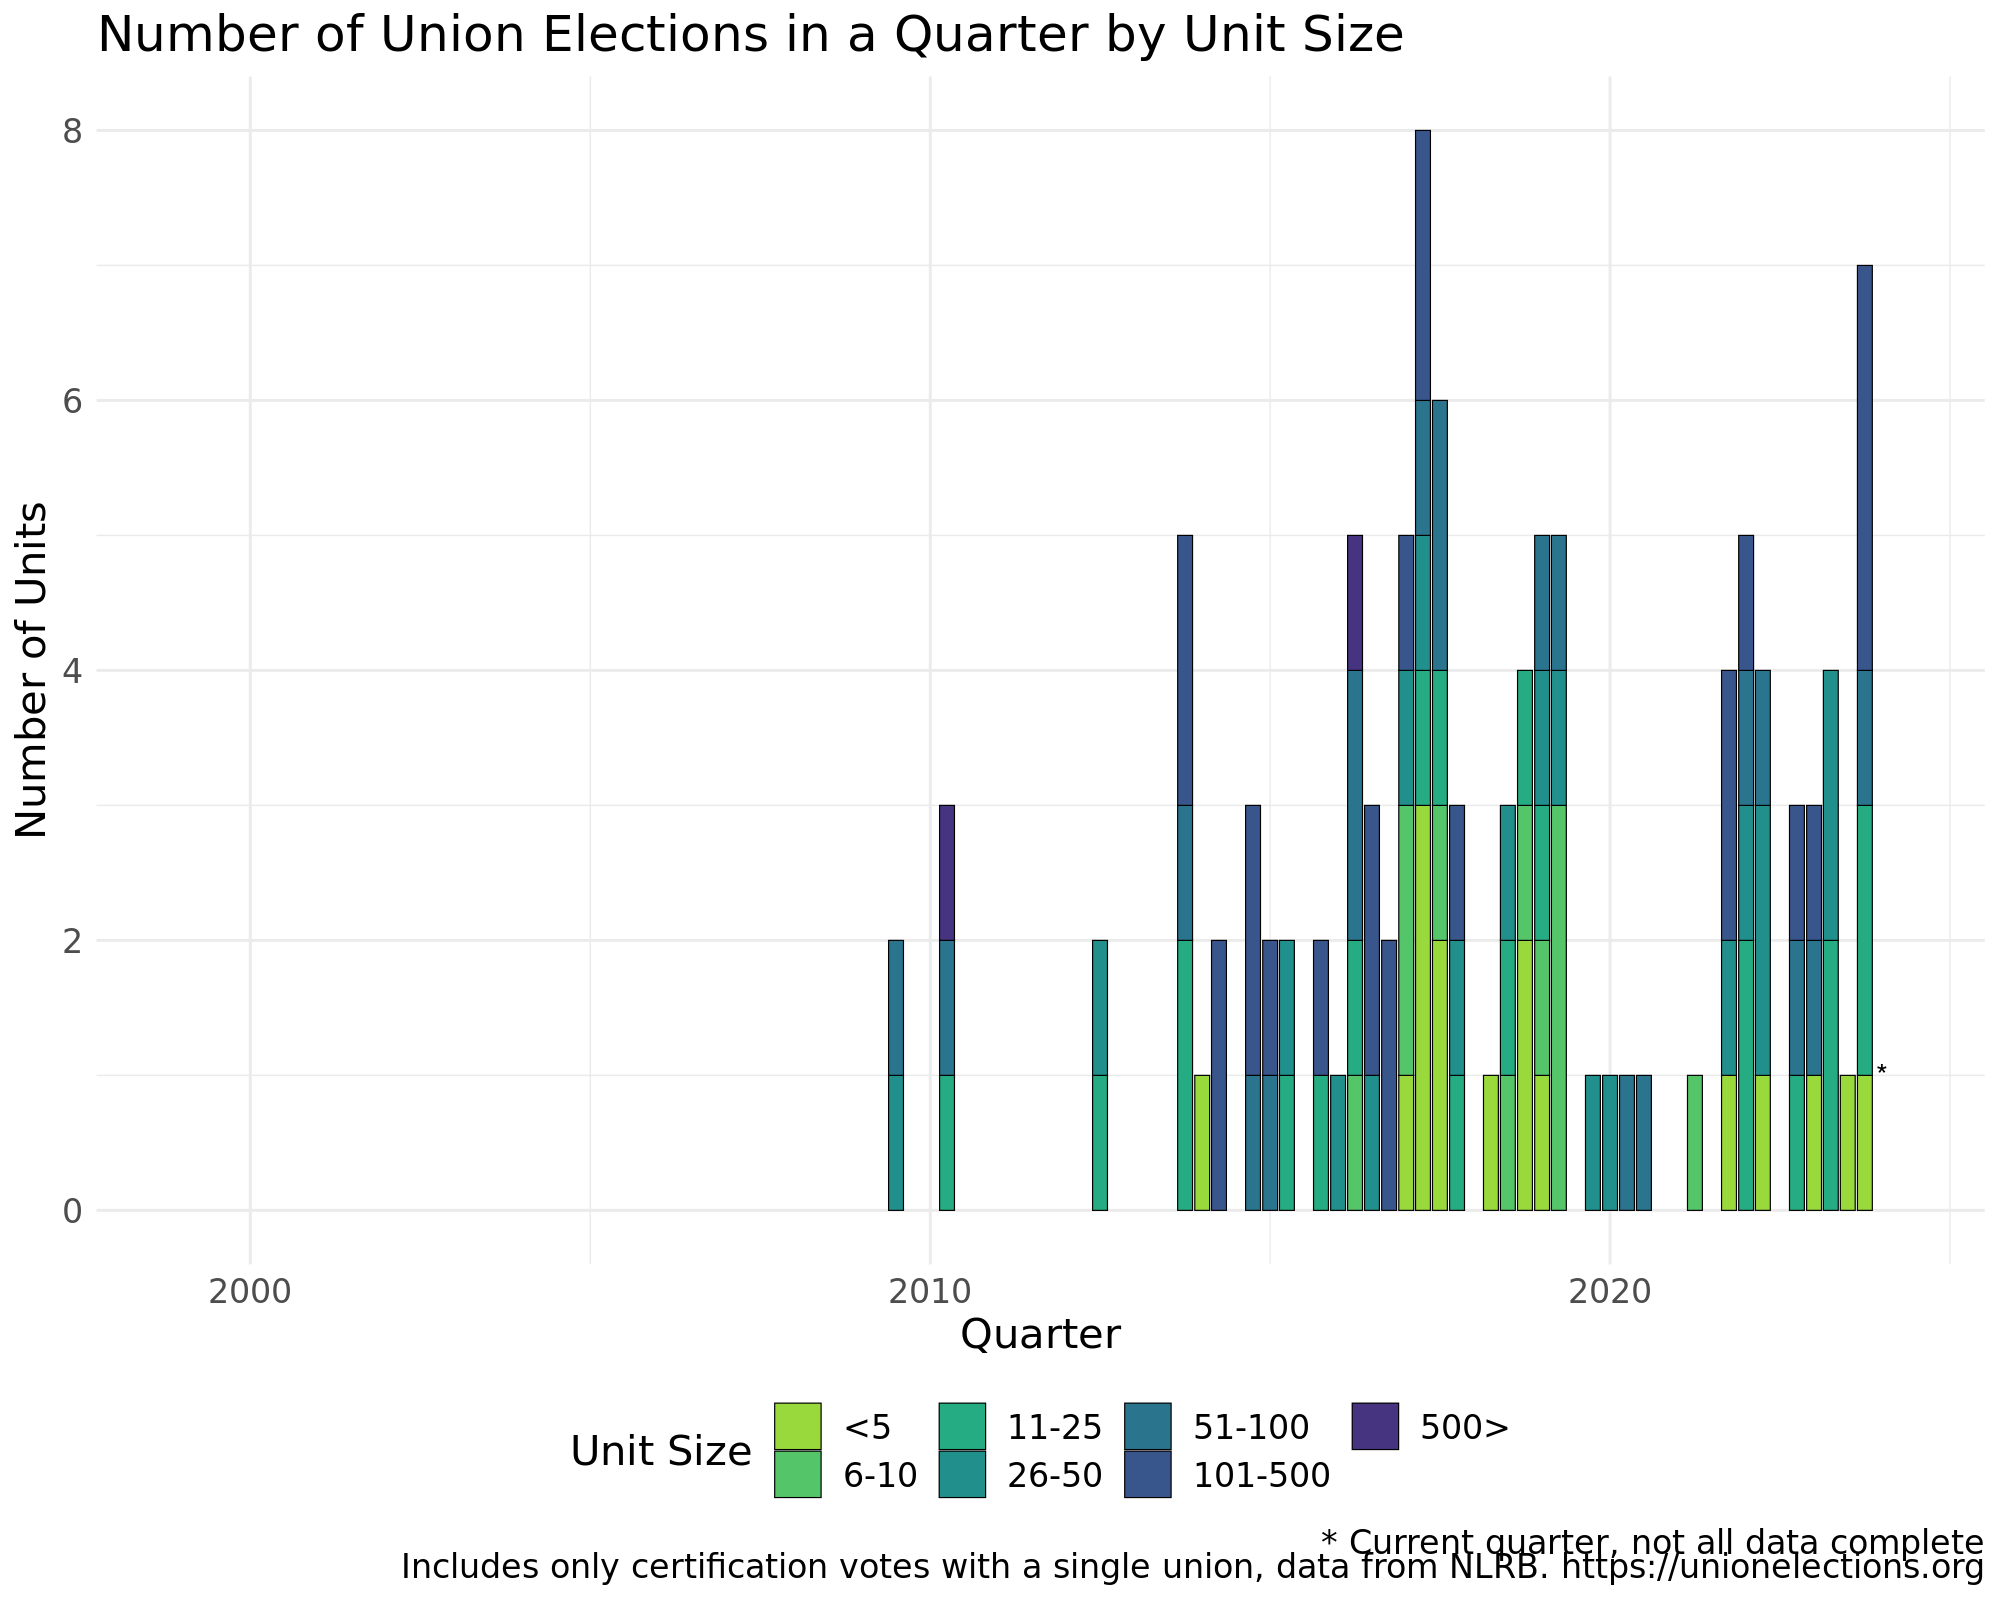 Number of Union Elections in a Quarter by Unit Size
Number of Units
8
6
4
2
0
*
2000 2010 2020
Quarter
Unit Size
<5 11-25 51-100 500>
6-10 26-50 101-500
* Current quarter, not all data complete
Includes only certification votes with a single union, data from NLRB. https://unionelections.org